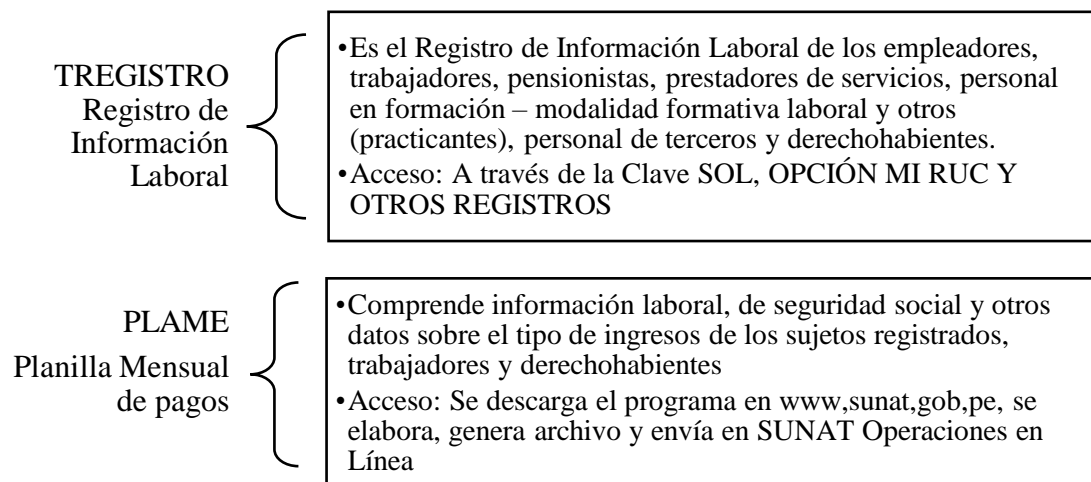 TREGISTRO
Registro de
Información
Laboral
•Es el Registro de Información Laboral de los empleadores,
trabajadores, pensionistas, prestadores de servicios, personal
en formación – modalidad formativa laboral y otros
(practicantes), personal de terceros y derechohabientes.
•Acceso: A través de la Clave SOL, OPCIÓN MI RUC Y
OTROS REGISTROS
PLAME
Planilla Mensual
de pagos
•Comprende información laboral, de seguridad social y otros
datos sobre el tipo de ingresos de los sujetos registrados,
trabajadores y derechohabientes
•Acceso: Se descarga el programa en www,sunat,gob,pe, se
elabora, genera archivo y envía en SUNAT Operaciones en
Línea